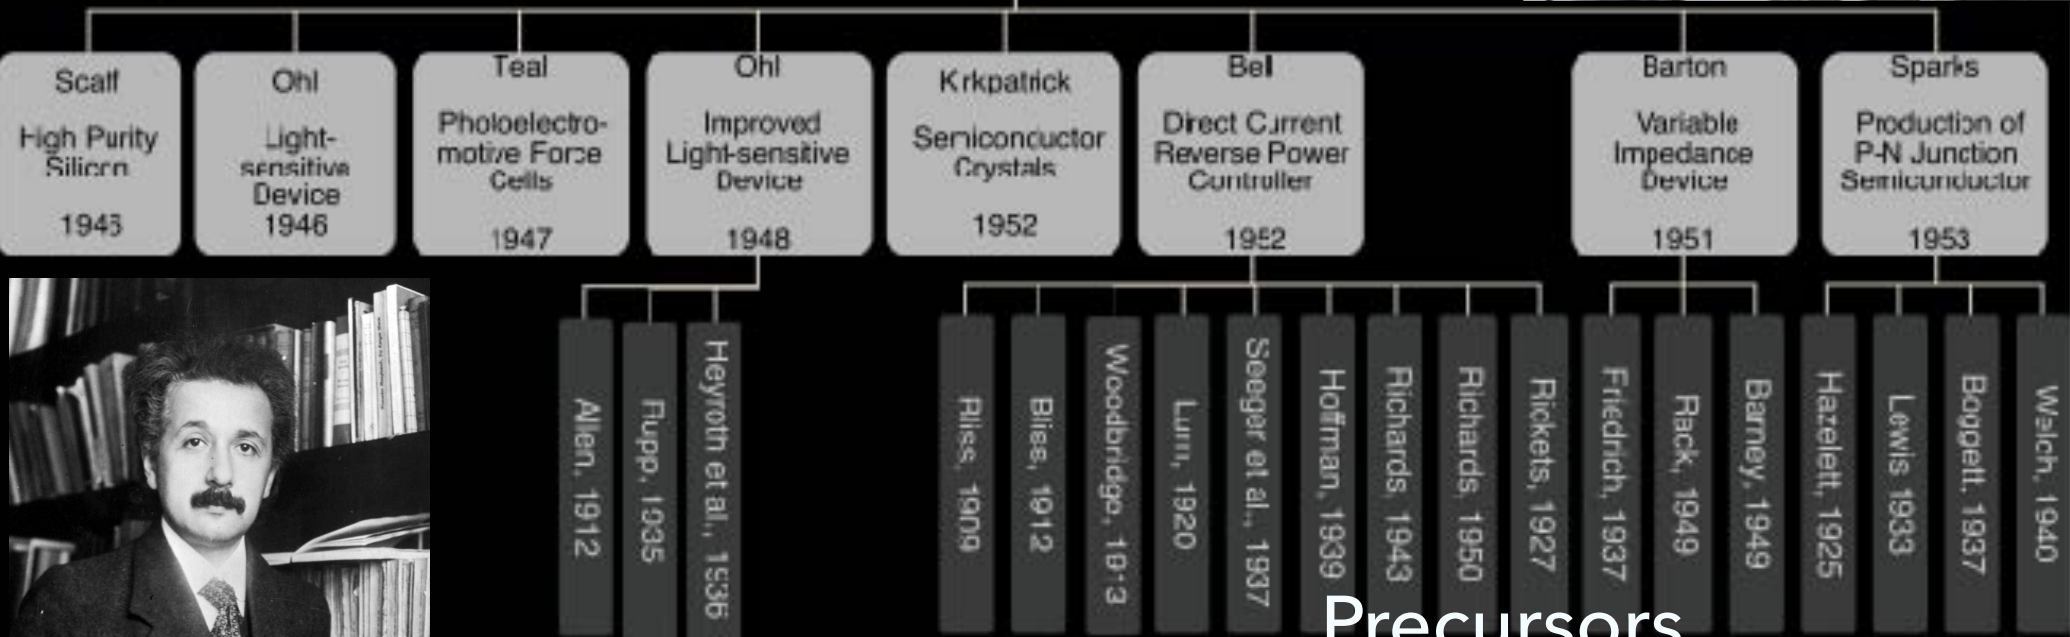 Scaff
High Purity
Silicon
1946
Ohl
Light-
sensitive
Device
1946
Teal
Photoelectro-
motive Force
Cells
1947
Ohl
Improved
Light-sensitive
Device
1948
Kirkpatrick
Semiconductor
Crystals
1952
Bell
Direct Current
Reverse Power
Controller
1952
Barton
Variable
Impedance
Device
1951
Sparks
Production of
P-N Junction
Semiconductor
1953
Allen, 1912
Rupp, 1935
Heyroth et al., 1936
Bliss, 1909
Bliss, 1912
Woodbridge, 1913
Lum, 1920
Seeger et al., 1937
Hoffman, 1939
Richards, 1943
Richards, 1950
Rickets, 1927
Friedrich, 1937
Rack, 1949
Barney, 1949
Hazelett, 1925
Lewis 1933
Boggett, 1937
Welch, 1940
Precursors